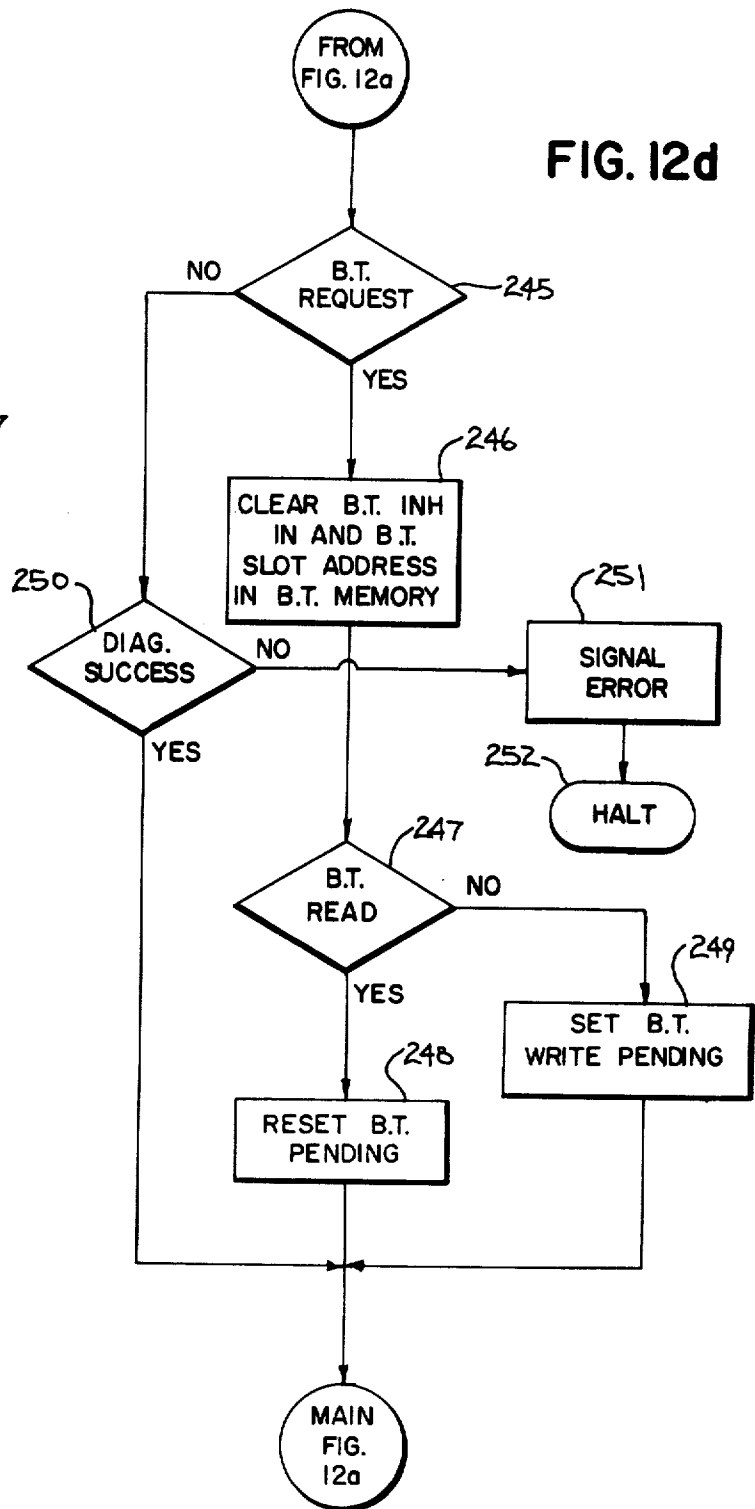 FROM
FIG. 12a
FIG. 12d
NO
B.T.
REQUEST
245
YES
246
CLEAR B.T. INH
IN AND B.T.
SLOT ADDRESS
IN B.T. MEMORY
250
DIAG.
SUCCESS
NO
YES
251
SIGNAL
ERROR
252
HALT
247
B.T.
READ
NO
YES
249
SET B.T.
WRITE PENDING
248
RESET B.T.
PENDING
MAIN
FIG.
12a